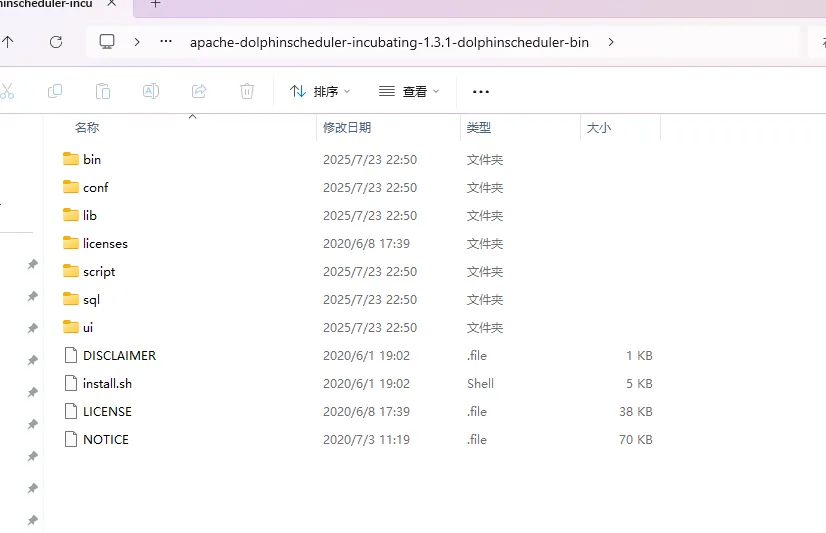 apache-dolphinscheduler-incubating-1.3.1-dolphinscheduler-bin
排序 查看
名称 修改日期 类型 大小
bin 2025/7/23 22:50 文件夹
conf 2025/7/23 22:50 文件夹
lib 2025/7/23 22:50 文件夹
licenses 2020/6/8 17:39 文件夹
script 2025/7/23 22:50 文件夹
sql 2025/7/23 22:50 文件夹
ui 2025/7/23 22:50 文件夹
DISCLAIMER 2020/6/1 19:02 .file 1 KB
install.sh 2020/6/1 19:02 Shell 5 KB
LICENSE 2020/6/8 17:39 .file 38 KB
NOTICE 2020/7/3 11:19 .file 70 KB